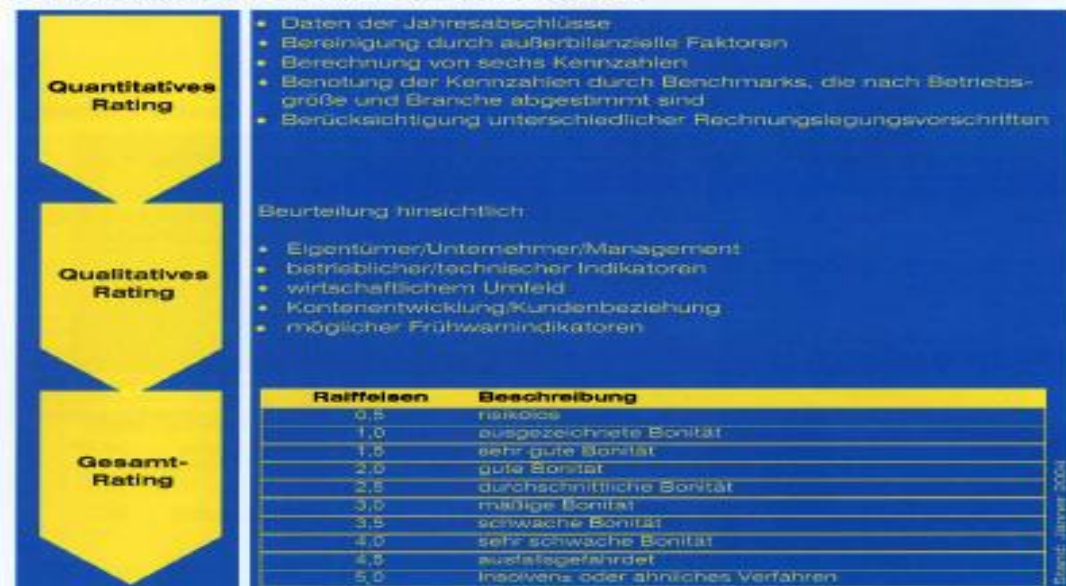 Quantitatives
Rating
• Daten der Jahresabschlüsse
• Bereinigung durch außerbilanzielle Faktoren
• Berechnung von sechs Kennzahlen
• Benotung der Kennzahlen durch Benchmarks, die nach Betriebs-
größe und Branche abgestimmt sind
• Berücksichtigung unterschiedlicher Rechnungslegungsvorschriften
Qualitatives
Rating
Beurteilung hinsichtlich
• Eigentümer/Unternehmer/Management
• betrieblicher/technischer Indikatoren
• wirtschaftlichem Umfeld
• Kontenentwicklung/Kundenbeziehung
• möglicher Frühwarnindikatoren
Gesamt-
Rating
Raiffeisen Beschreibung
0,5 risikolos
1,0 ausgezeichnete Bonität
1,5 sehr gute Bonität
2,0 gute Bonität
2,5 durchschnittliche Bonität
3,0 mäßige Bonität
3,5 schwache Bonität
4,0 sehr schwache Bonität
4,5 ausfallsgefährdet
5,0 Insolvenz oder ähnliches Verfahren
Stand: Jänner 2004